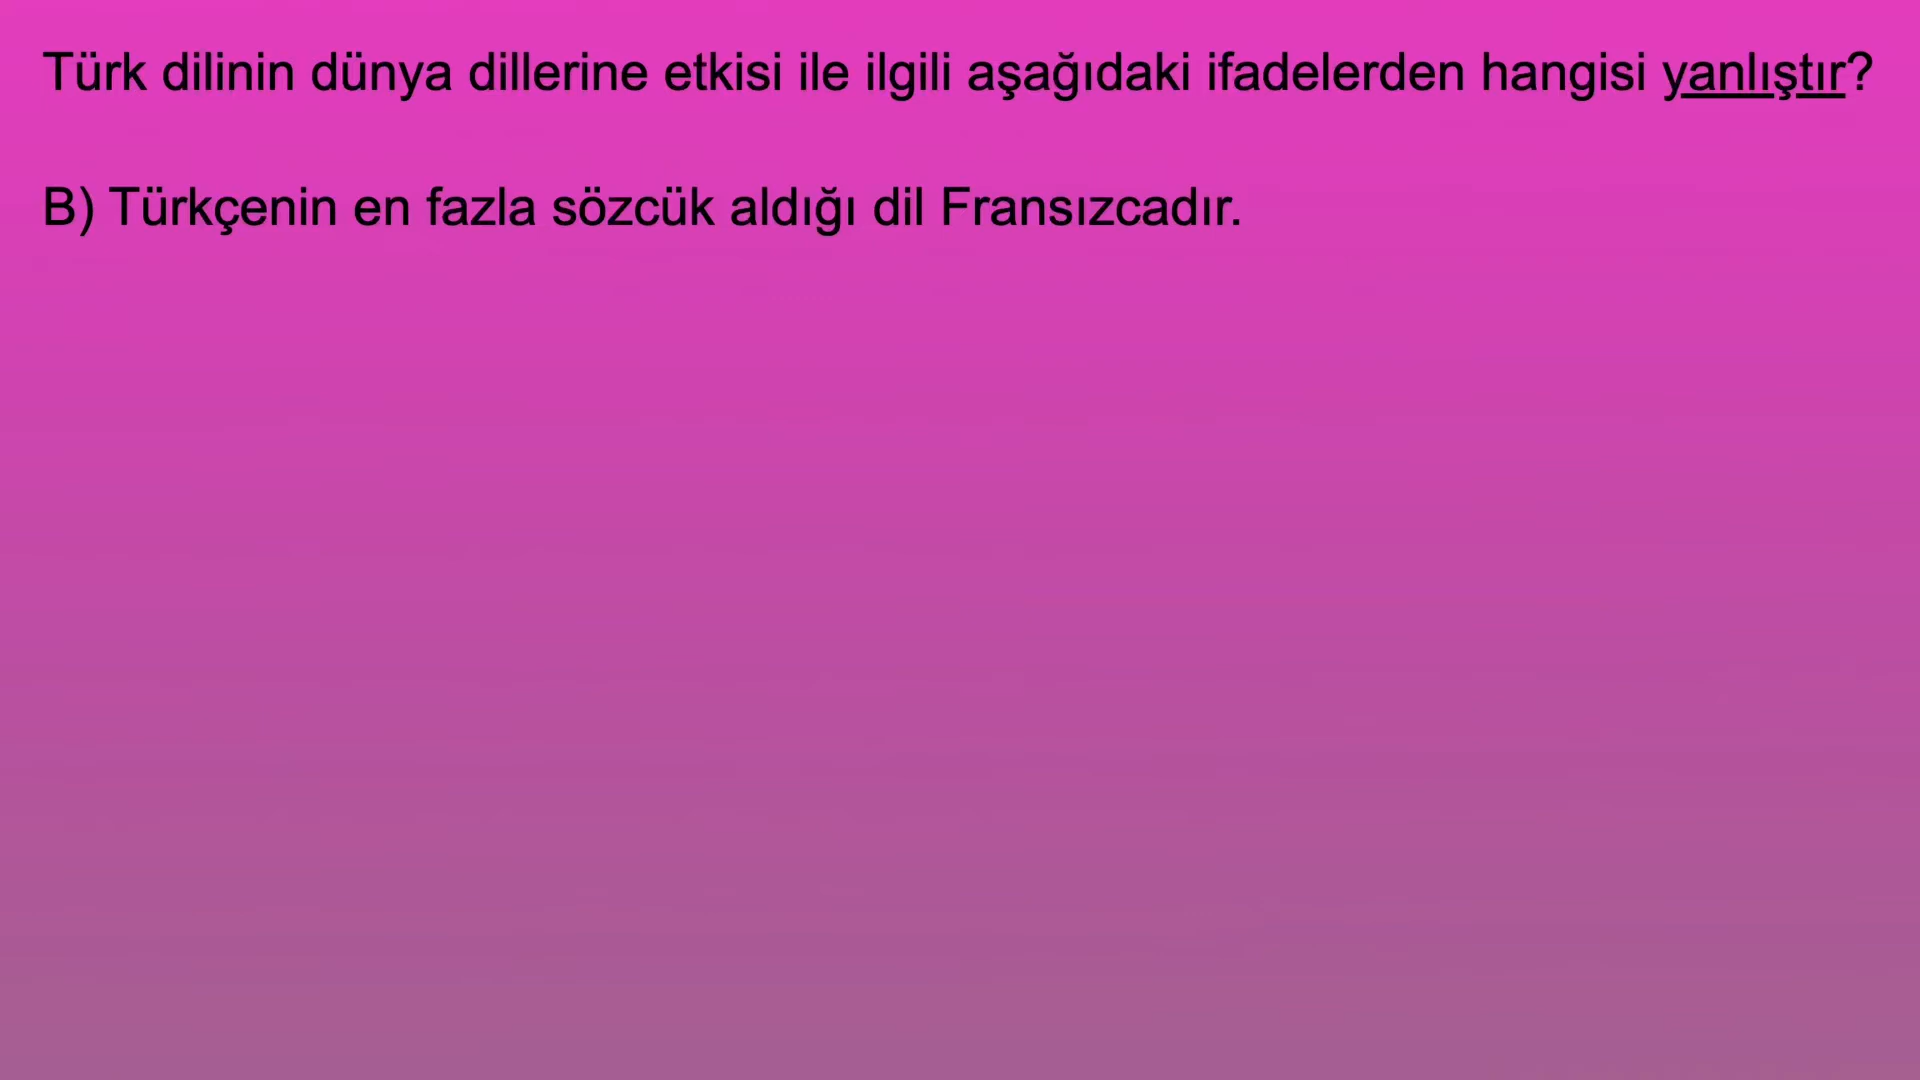 Türk dilinin dünya dillerine etkisi ile ilgili aşağıdaki ifadelerden hangisi yanlıştır?
B) Türkçenin en fazla sözcük aldığı dil Fransızcadır.